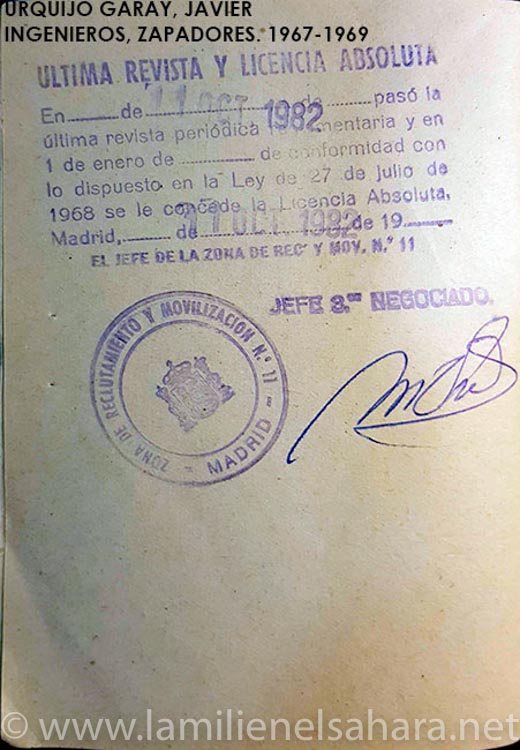 URQUIJO GARAY, JAVIER
INGENIEROS, ZAPADORES. 1967-1969
ULTIMA REVISTA Y LICENCIA ABSOLUTA
En ........ de 11 OCT 1982 de ........ pasó la
última revista periódica mentaria y en
1 de enero de ........ de conformidad con
lo dispuesto en la Ley de 27 de julio de
1968 se le concede la Licencia Absoluta.
Madrid, ........ de 1 OCT 1982 de 19 ........
EL JEFE DE LA ZONA DE REC Y MOV. N.º 11
JEFE 3.er NEGOCIADO.
ZONA DE RECLUTAMIENTO Y MOVILIZACION N.º 11 = MADRID =
© www.lamilienelsahara.net